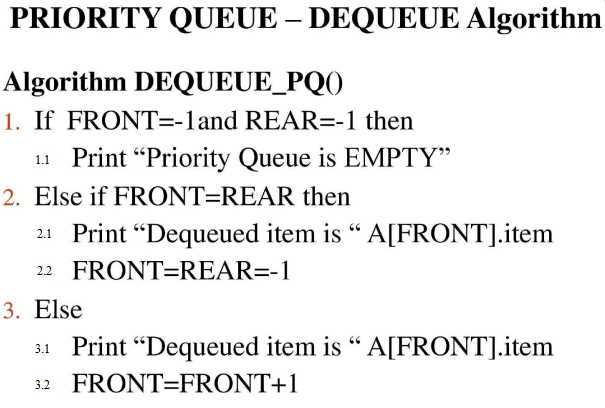 PRIORITY QUEUE – DEQUEUE Algorithm
Algorithm DEQUEUE_PQ()
1. If FRONT=-1and REAR=-1 then
1.1 Print “Priority Queue is EMPTY”
2. Else if FRONT=REAR then
2.1 Print “Dequeued item is “ A[FRONT].item
2.2 FRONT=REAR=-1
3. Else
3.1 Print “Dequeued item is “ A[FRONT].item
3.2 FRONT=FRONT+1